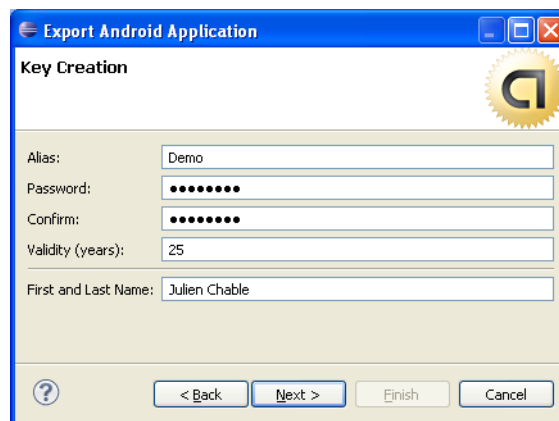 Export Android Application
Key Creation
Alias: Demo
Password: ●●●●●●●●
Confirm: ●●●●●●●●
Validity (years): 25
First and Last Name: Julien Chable
? < Back Next > Finish Cancel